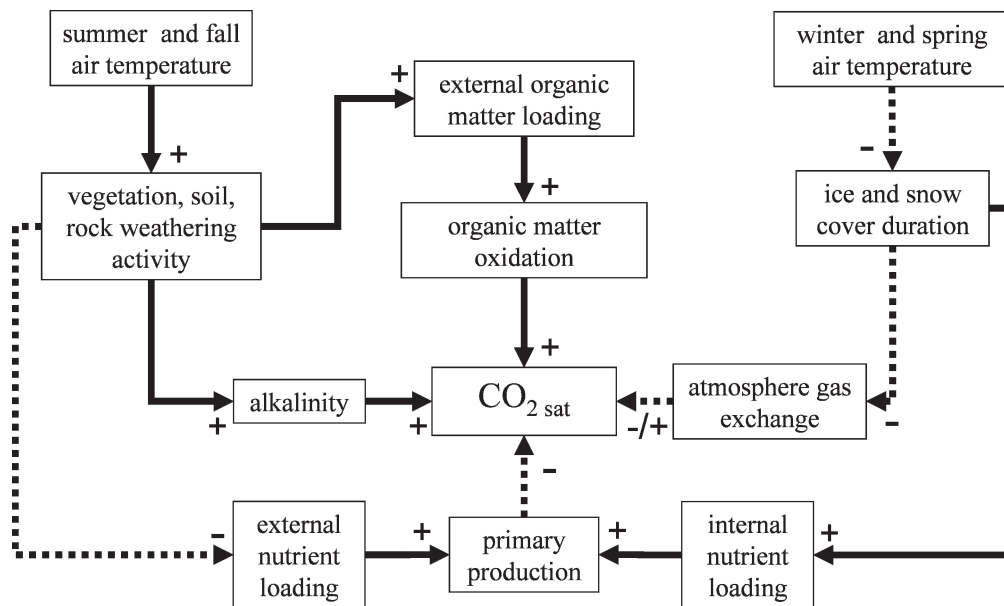 summer and fall
air temperature
winter and spring
air temperature
+
external organic
matter loading
+
-
vegetation, soil,
rock weathering
activity
+
ice and snow
cover duration
organic matter
oxidation
+
alkalinity
CO2 sat
atmosphere gas
exchange
+
+
-/+
-
-
-
external
nutrient
loading
+
primary
production
+
internal
nutrient
loading
+